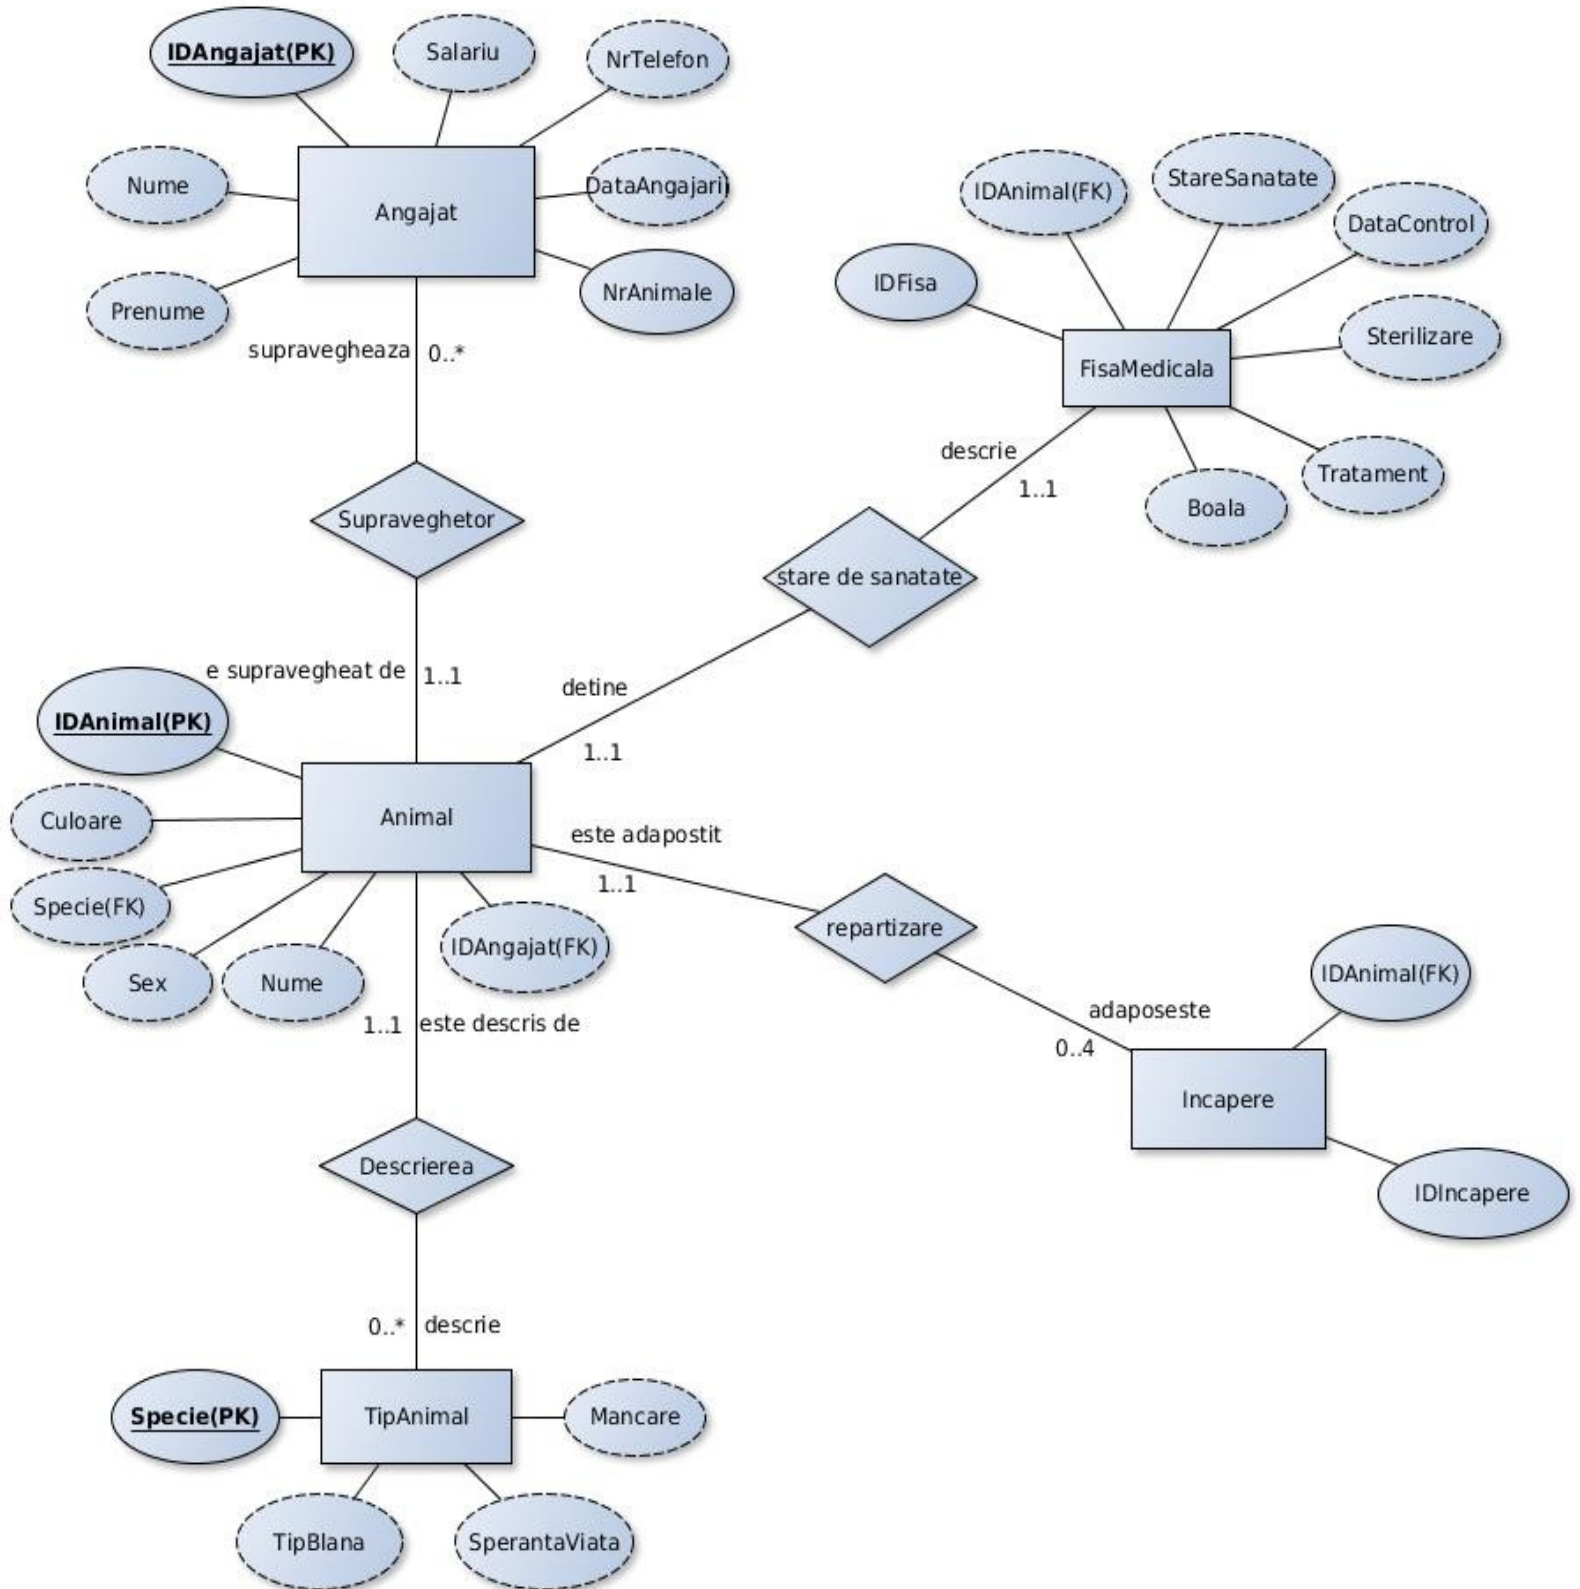 IDAngajat(PK)
Salariu
NrTelefon
Nume
Angajat
DataAngajarii
Prenume
NrAnimale
supravegheaza
0..*
IDAnimal(FK)
StareSanatate
DataControl
IDFisa
Sterilizare
FisaMedicala
descrie
1..1
Tratament
Boala
Supraveghetor
stare de sanatate
e supravegheat de
1..1
detine
1..1
IDAnimal(PK)
Culoare
Animal
Specie(FK)
Sex
Nume
IDAngajat(FK)
este adapostit
1..1
repartizare
IDAnimal(FK)
adaposeste
0..4
Incapere
IDIncapere
1..1
este descris de
Descrierea
0..*
descrie
Specie(PK)
TipAnimal
Mancare
TipBlana
SperantaViata